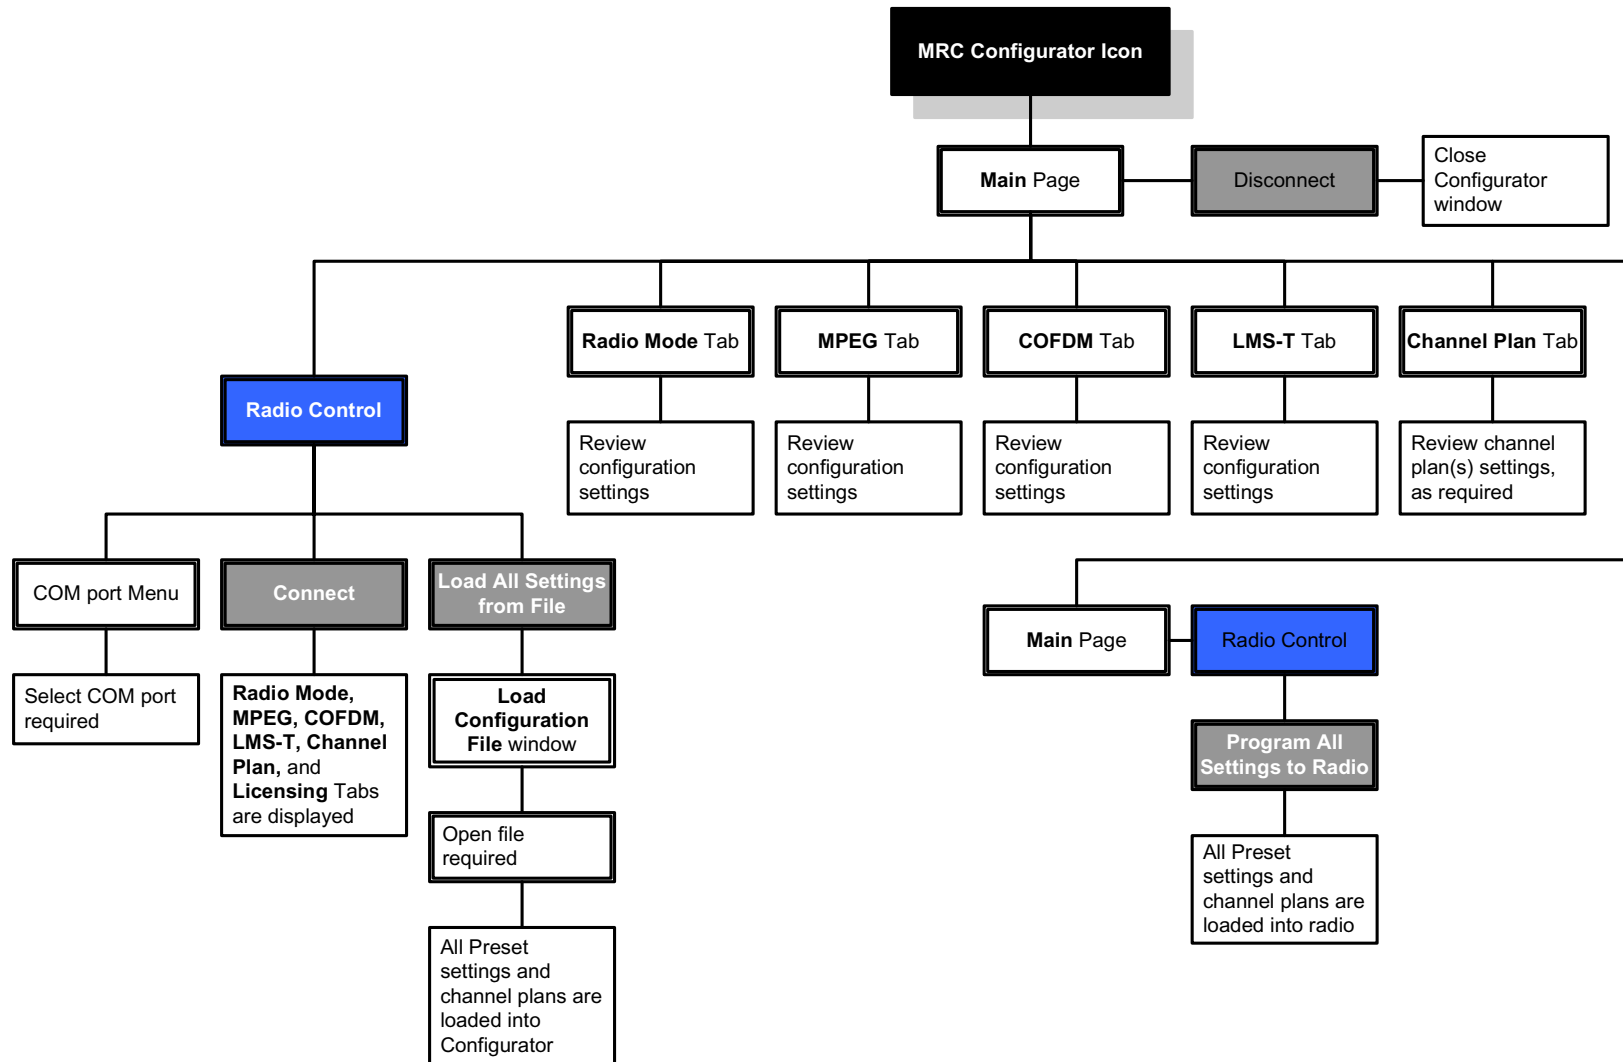 MRC Configurator Icon
Main Page
Disconnect
Close
Configurator
window
Radio Mode Tab
MPEG Tab
COFDM Tab
LMS-T Tab
Channel Plan Tab
Radio Control
Review
configuration
settings
Review
configuration
settings
Review
configuration
settings
Review
configuration
settings
Review channel
plan(s) settings,
as required
COM port Menu
Connect
Load All Settings
from File
Select COM port
required
Radio Mode,
MPEG, COFDM,
LMS-T, Channel
Plan, and
Licensing Tabs
are displayed
Load
Configuration
File window
Open file
required
All Preset
settings and
channel plans are
loaded into
Configurator
Main Page
Radio Control
Program All
Settings to Radio
All Preset
settings and
channel plans are
loaded into radio